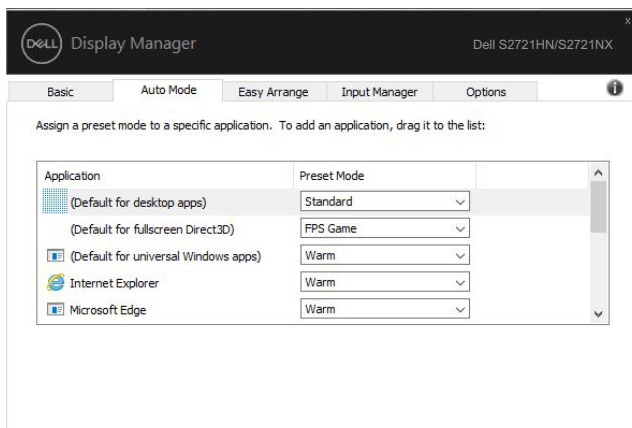 DELL Display Manager Dell S2721HN/S2721NX x
Basic Auto Mode Easy Arrange Input Manager Options i
Assign a preset mode to a specific application. To add an application, drag it to the list:
Application Preset Mode
(Default for desktop apps) Standard
(Default for fullscreen Direct3D) FPS Game
(Default for universal Windows apps) Warm
Internet Explorer Warm
Microsoft Edge Warm